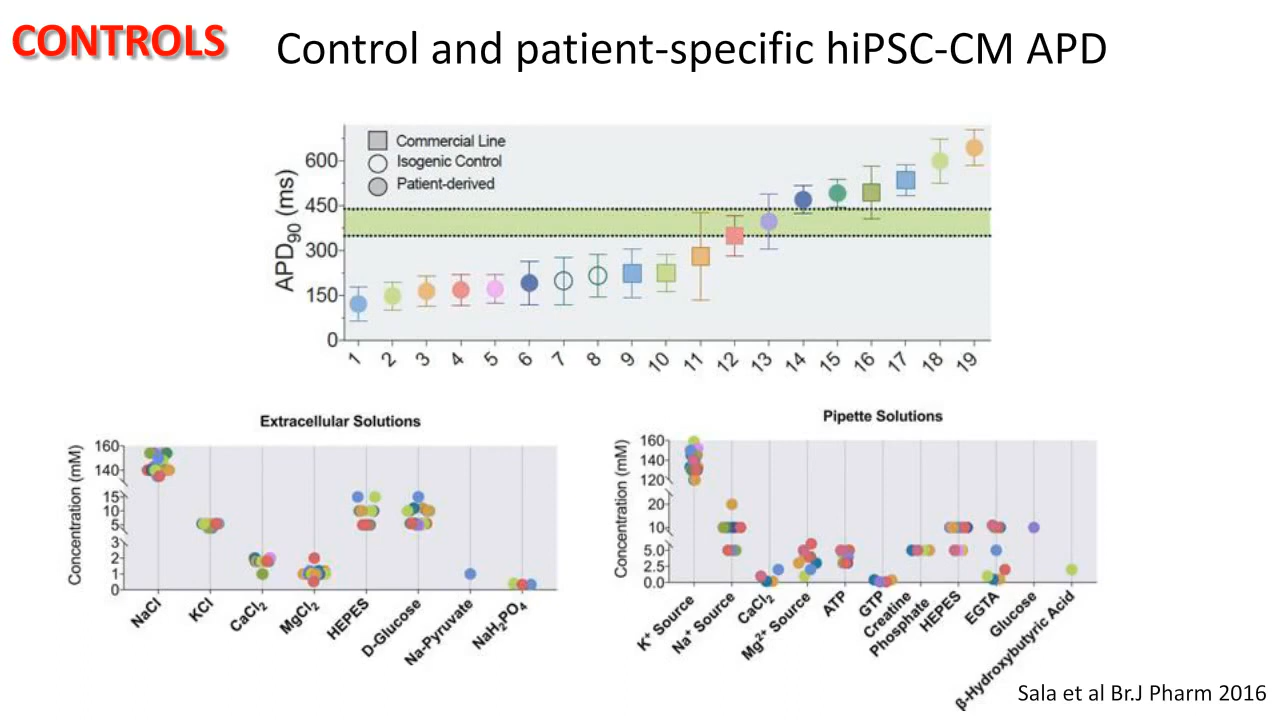 CONTROLS
Control and patient-specific hiPSC-CM APD
Commercial Line
Isogenic Control
Patient-derived
APD90 (ms)
600
450
300
150
0
1 2 3 4 5 6 7 8 9 10 11 12 13 14 15 16 17 18 19
Extracellular Solutions
Concentration (mM)
160
140
15
10
5
3
2
1
0
NaCl
KCl
CaCl2
MgCl2
HEPES
D-Glucose
Na-Pyruvate
NaH2PO4
Pipette Solutions
Concentration (mM)
160
140
120
20
10
5.0
2.5
0.0
K+ Source
Na+ Source
CaCl2
Mg2+ Source
ATP
GTP
Creatine
Phosphate
HEPES
EGTA
Glucose
β-Hydroxybutyric Acid
Sala et al Br.J Pharm 2016